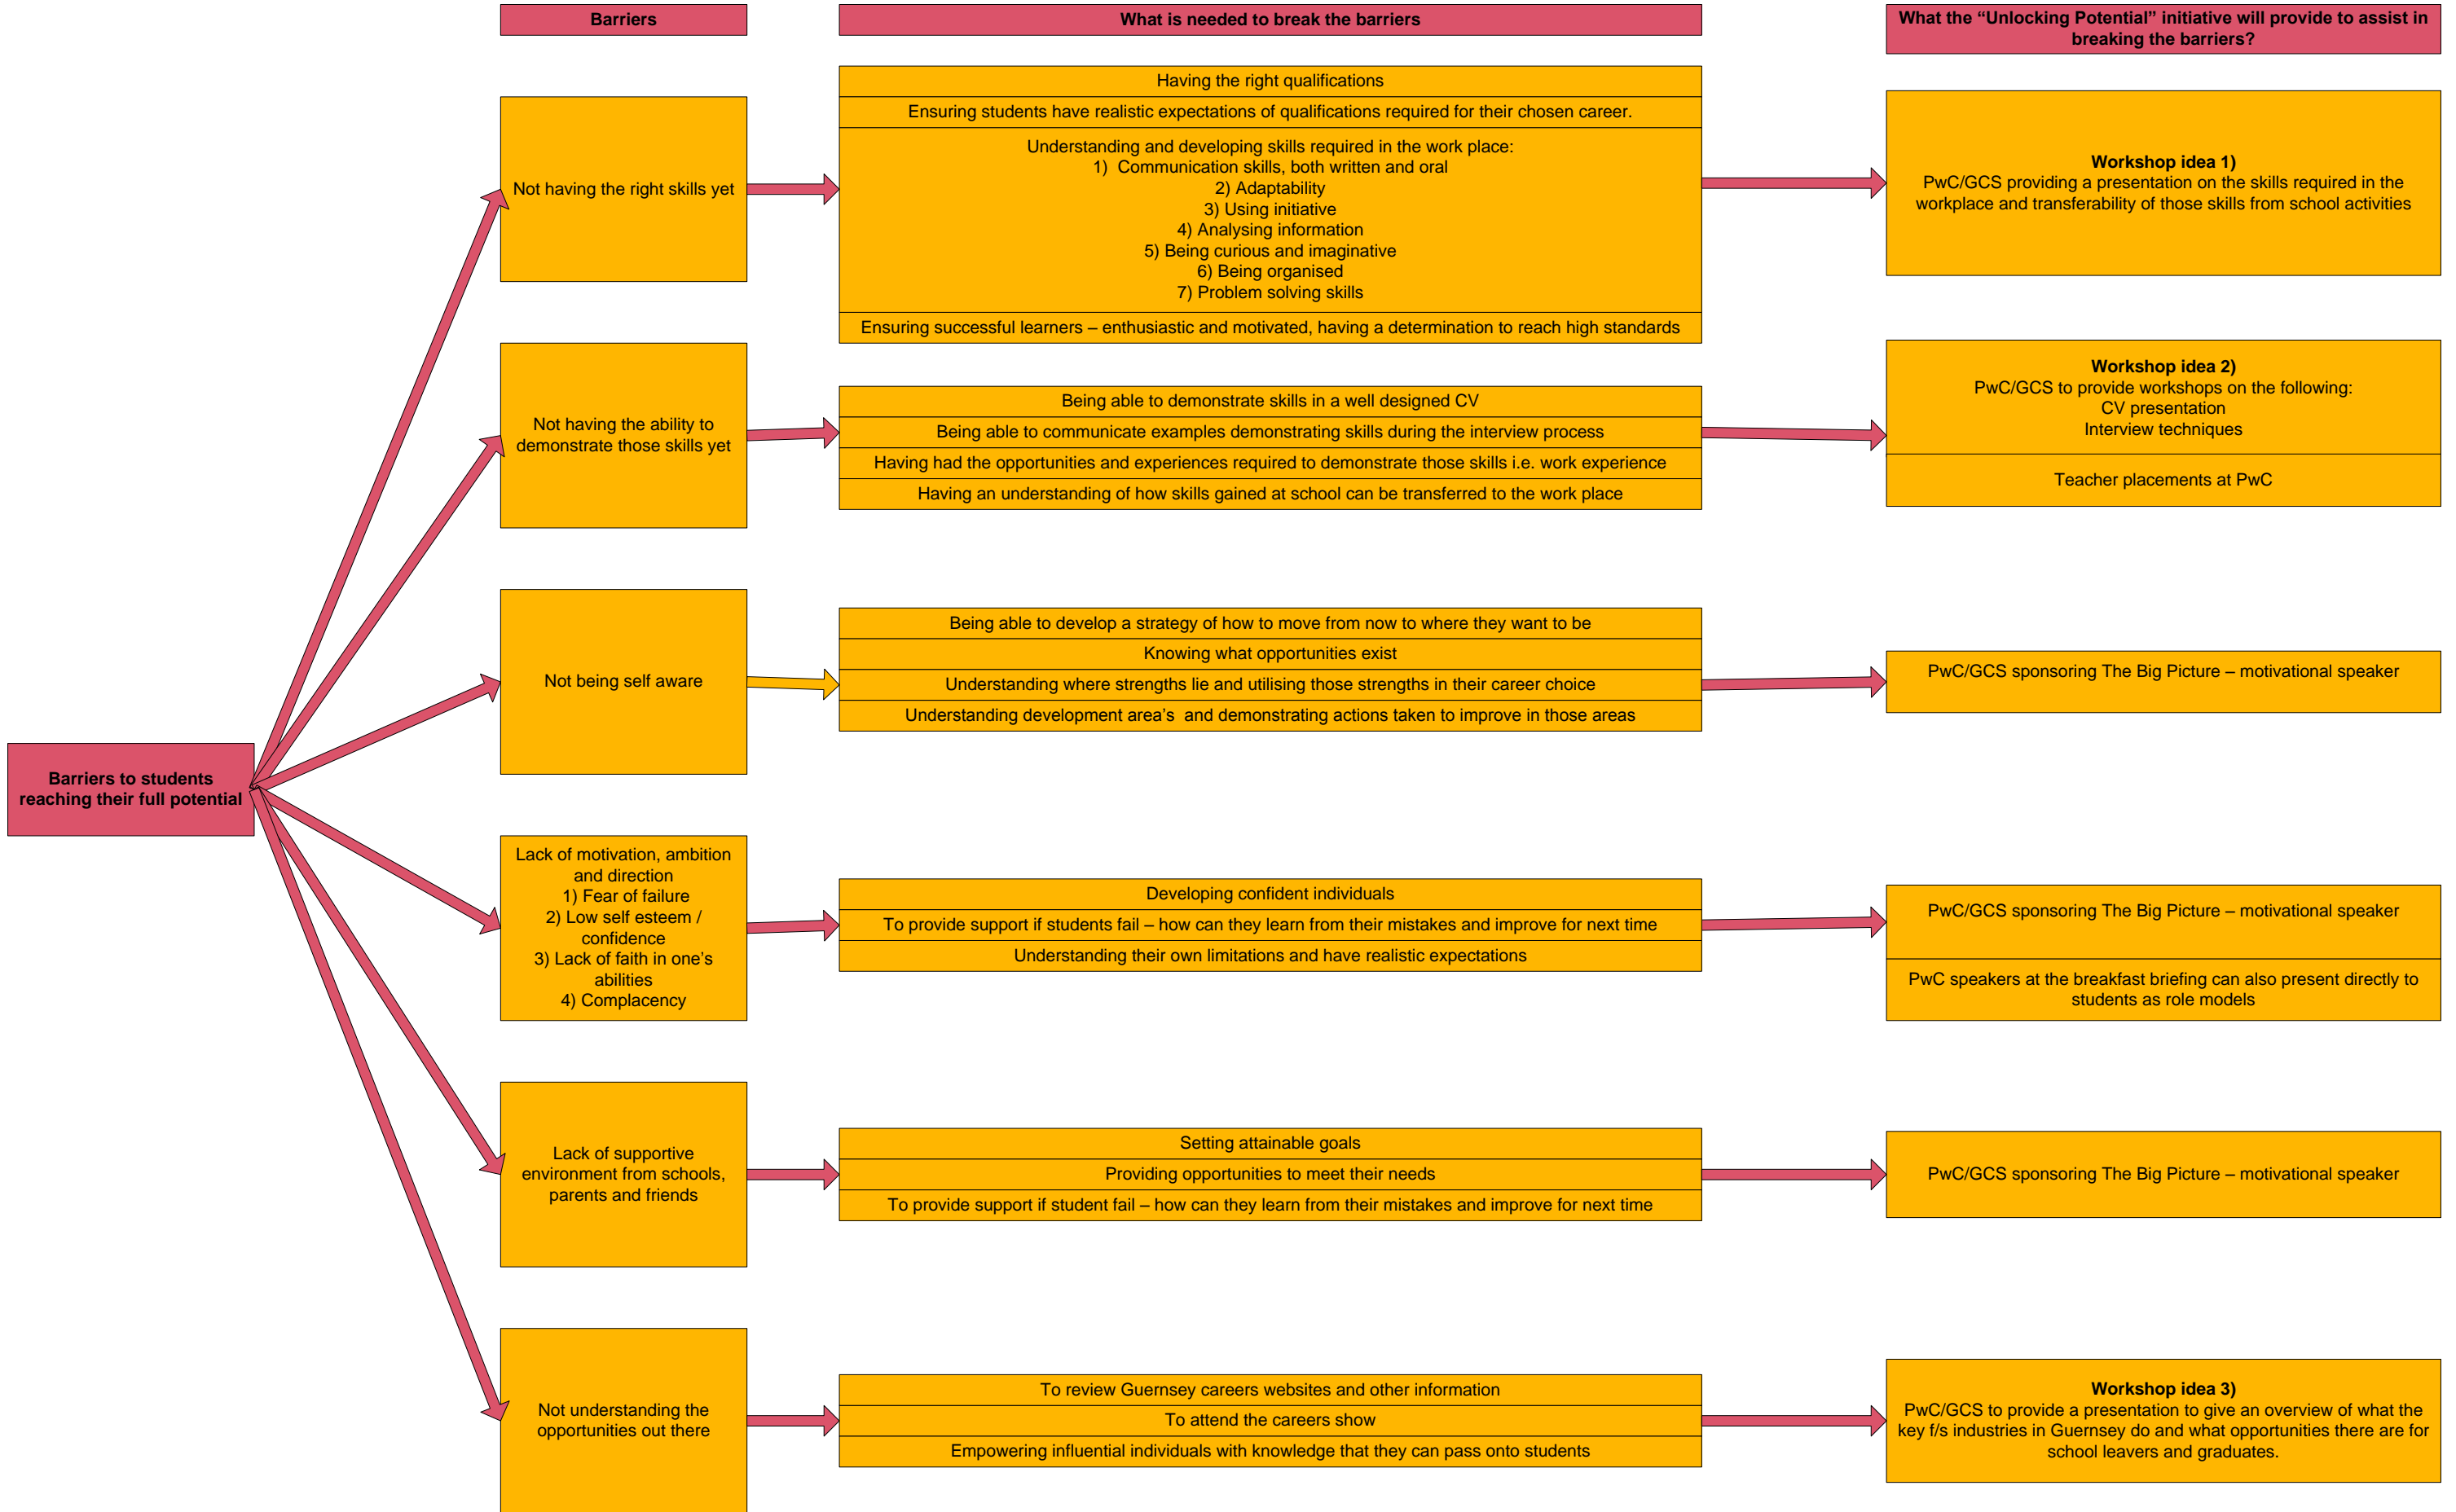 Barriers
What is needed to break the barriers
What the “Unlocking Potential” initiative will provide to assist in
breaking the barriers?
Barriers to students
reaching their full potential
Not having the right skills yet
Having the right qualifications
Ensuring students have realistic expectations of qualifications required for their chosen career.
Understanding and developing skills required in the work place:
1) Communication skills, both written and oral
2) Adaptability
3) Using initiative
4) Analysing information
5) Being curious and imaginative
6) Being organised
7) Problem solving skills
Ensuring successful learners – enthusiastic and motivated, having a determination to reach high standards
Workshop idea 1)
PwC/GCS providing a presentation on the skills required in the
workplace and transferability of those skills from school activities
Not having the ability to
demonstrate those skills yet
Being able to demonstrate skills in a well designed CV
Being able to communicate examples demonstrating skills during the interview process
Having had the opportunities and experiences required to demonstrate those skills i.e. work experience
Having an understanding of how skills gained at school can be transferred to the work place
Workshop idea 2)
PwC/GCS to provide workshops on the following:
CV presentation
Interview techniques
Teacher placements at PwC
Not being self aware
Being able to develop a strategy of how to move from now to where they want to be
Knowing what opportunities exist
Understanding where strengths lie and utilising those strengths in their career choice
Understanding development area’s and demonstrating actions taken to improve in those areas
PwC/GCS sponsoring The Big Picture – motivational speaker
Lack of motivation, ambition
and direction
1) Fear of failure
2) Low self esteem /
confidence
3) Lack of faith in one’s
abilities
4) Complacency
Developing confident individuals
To provide support if students fail – how can they learn from their mistakes and improve for next time
Understanding their own limitations and have realistic expectations
PwC/GCS sponsoring The Big Picture – motivational speaker
PwC speakers at the breakfast briefing can also present directly to
students as role models
Lack of supportive
environment from schools,
parents and friends
Setting attainable goals
Providing opportunities to meet their needs
To provide support if student fail – how can they learn from their mistakes and improve for next time
PwC/GCS sponsoring The Big Picture – motivational speaker
Not understanding the
opportunities out there
To review Guernsey careers websites and other information
To attend the careers show
Empowering influential individuals with knowledge that they can pass onto students
Workshop idea 3)
PwC/GCS to provide a presentation to give an overview of what the
key f/s industries in Guernsey do and what opportunities there are for
school leavers and graduates.